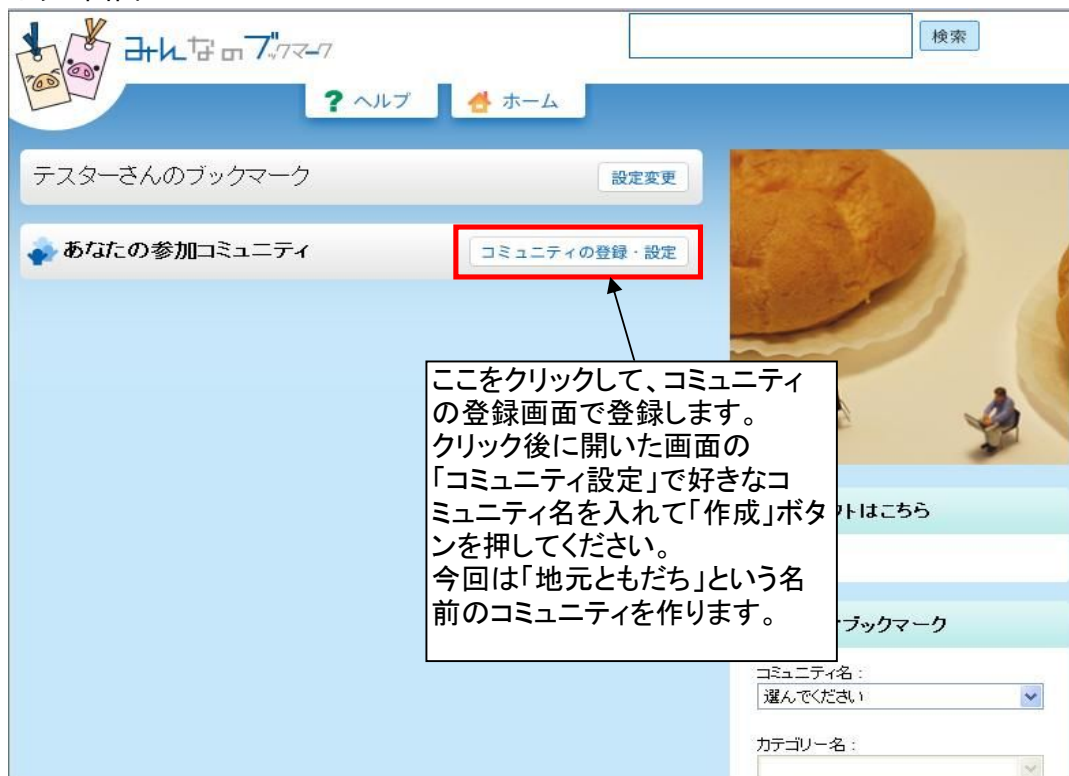 みんなのブックマーク
検索
? ヘルプ
ホーム
テスターさんのブックマーク
設定変更
あなたの参加コミュニティ
コミュニティの登録・設定
ここをクリックして、コミュニティ
の登録画面で登録します。
クリック後に開いた画面の
「コミュニティ設定」で好きなコ
ミュニティ名を入れて「作成」ボタ
ンを押してください。
今回は「地元ともだち」という名
前のコミュニティを作ります。
トはこちら
ブックマーク
コミュニティ名:
選んでください
カテゴリー名: